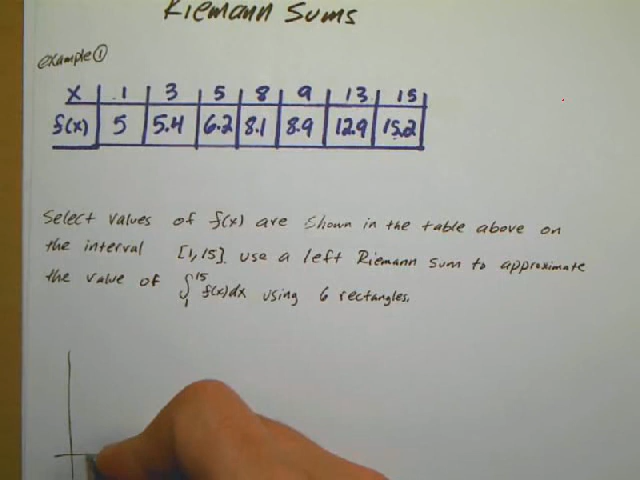 Riemann Sums
example ①
x 1 3 5 8 9 13 15
f(x) 5 5.4 6.2 8.1 8.9 12.9 15.2
Select values of f(x) are shown in the table above on
the interval [1,15]. use a left Riemann sum to approximate
the value of ∫₁¹⁵ f(x)dx using 6 rectangles.